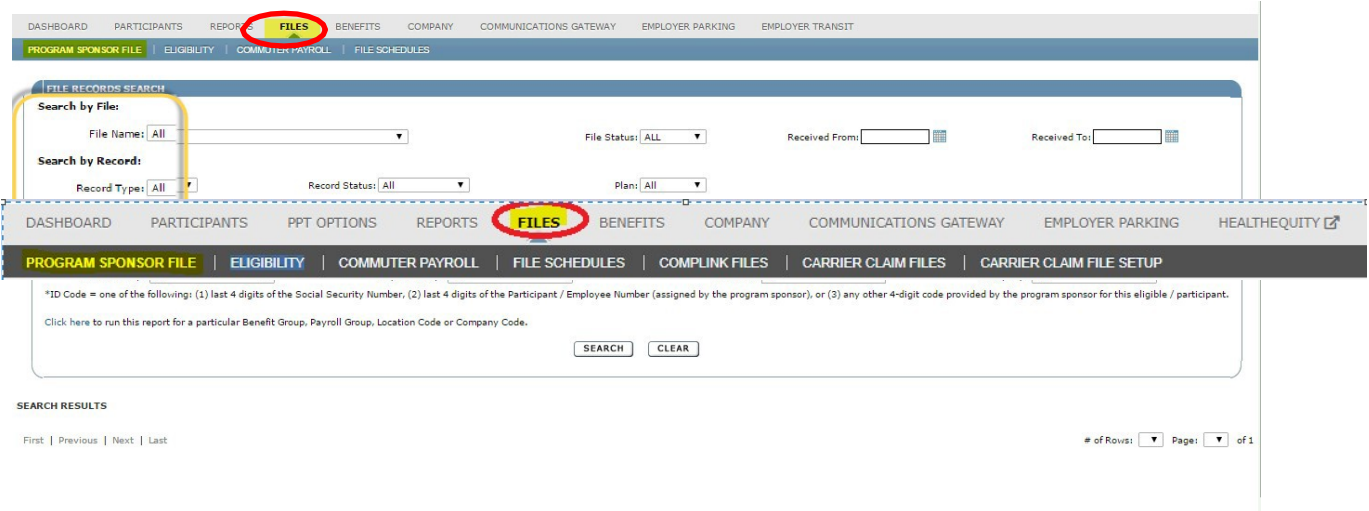 DASHBOARD PARTICIPANTS REPORTS FILES BENEFITS COMPANY COMMUNICATIONS GATEWAY EMPLOYER PARKING EMPLOYER TRANSIT
PROGRAM SPONSOR FILE | ELIGIBILITY | COMMUTER PAYROLL | FILE SCHEDULES
FILE RECORDS SEARCH
Search by File:
File Name: All File Status: ALL Received From: Received To:
Search by Record:
Record Type: All Record Status: All Plan: All
DASHBOARD PARTICIPANTS PPT OPTIONS REPORTS FILES BENEFITS COMPANY COMMUNICATIONS GATEWAY EMPLOYER PARKING HEALTHEQUITY
PROGRAM SPONSOR FILE | ELIGIBILITY | COMMUTER PAYROLL | FILE SCHEDULES | COMPLINK FILES | CARRIER CLAIM FILES | CARRIER CLAIM FILE SETUP
*ID Code = one of the following: (1) last 4 digits of the Social Security Number, (2) last 4 digits of the Participant / Employee Number (assigned by the program sponsor), or (3) any other 4-digit code provided by the program sponsor for this eligible / participant.
Click here to run this report for a particular Benefit Group, Payroll Group, Location Code or Company Code.
SEARCH CLEAR
SEARCH RESULTS
First | Previous | Next | Last # of Rows: Page: of 1